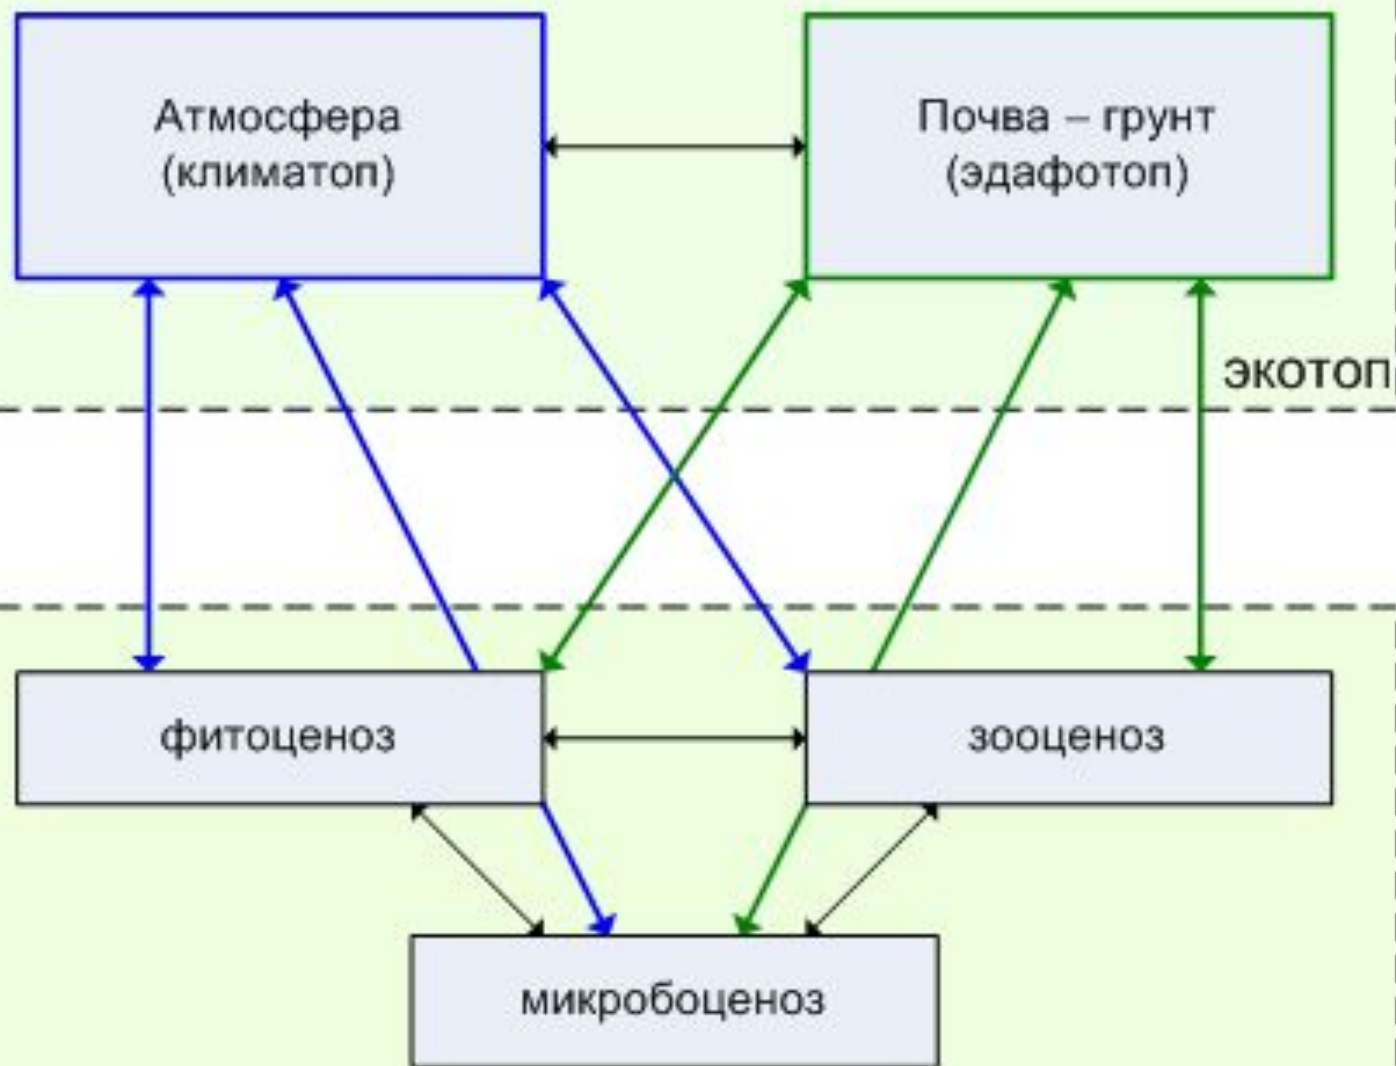 Атмосфера
(климатоп)
Почва – грунт
(эдафотоп)
экотоп
фитоценоз
зооценоз
микробоценоз